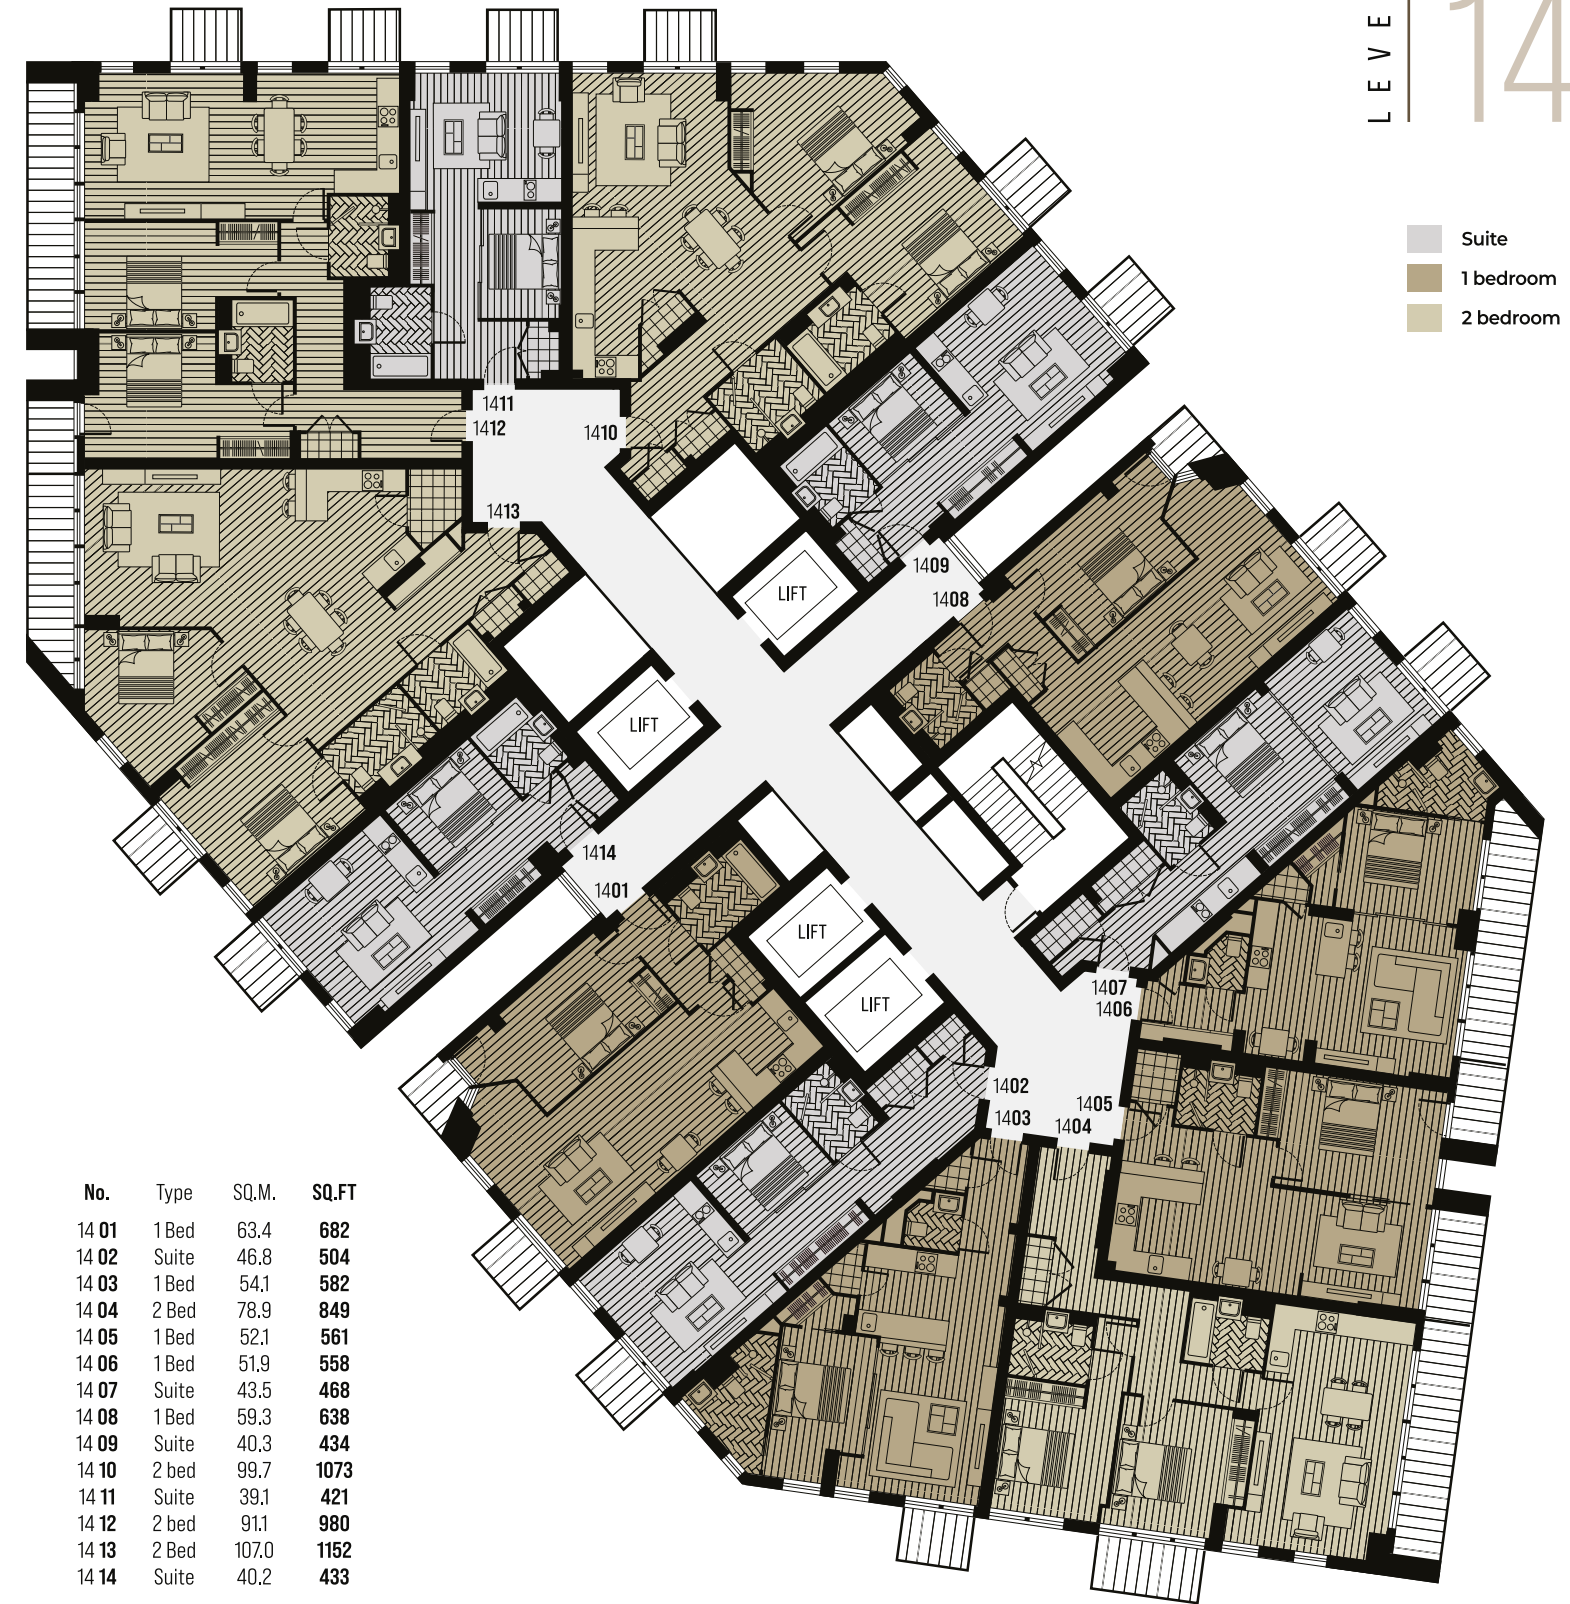 LEVE
14
Suite
1 bedroom
2 bedroom
1411
1412
1410
1413
1409
1408
LIFT
LIFT
1414
1401
LIFT
LIFT
1407
1406
1402
1405
1403
1404
No. Type SQ.M. SQ.FT
14 01 1 Bed 63.4 682
14 02 Suite 46.8 504
14 03 1 Bed 54.1 582
14 04 2 Bed 78.9 849
14 05 1 Bed 52.1 561
14 06 1 Bed 51.9 558
14 07 Suite 43.5 468
14 08 1 Bed 59.3 638
14 09 Suite 40.3 434
14 10 2 bed 99.7 1073
14 11 Suite 39.1 421
14 12 2 bed 91.1 980
14 13 2 Bed 107.0 1152
14 14 Suite 40.2 433